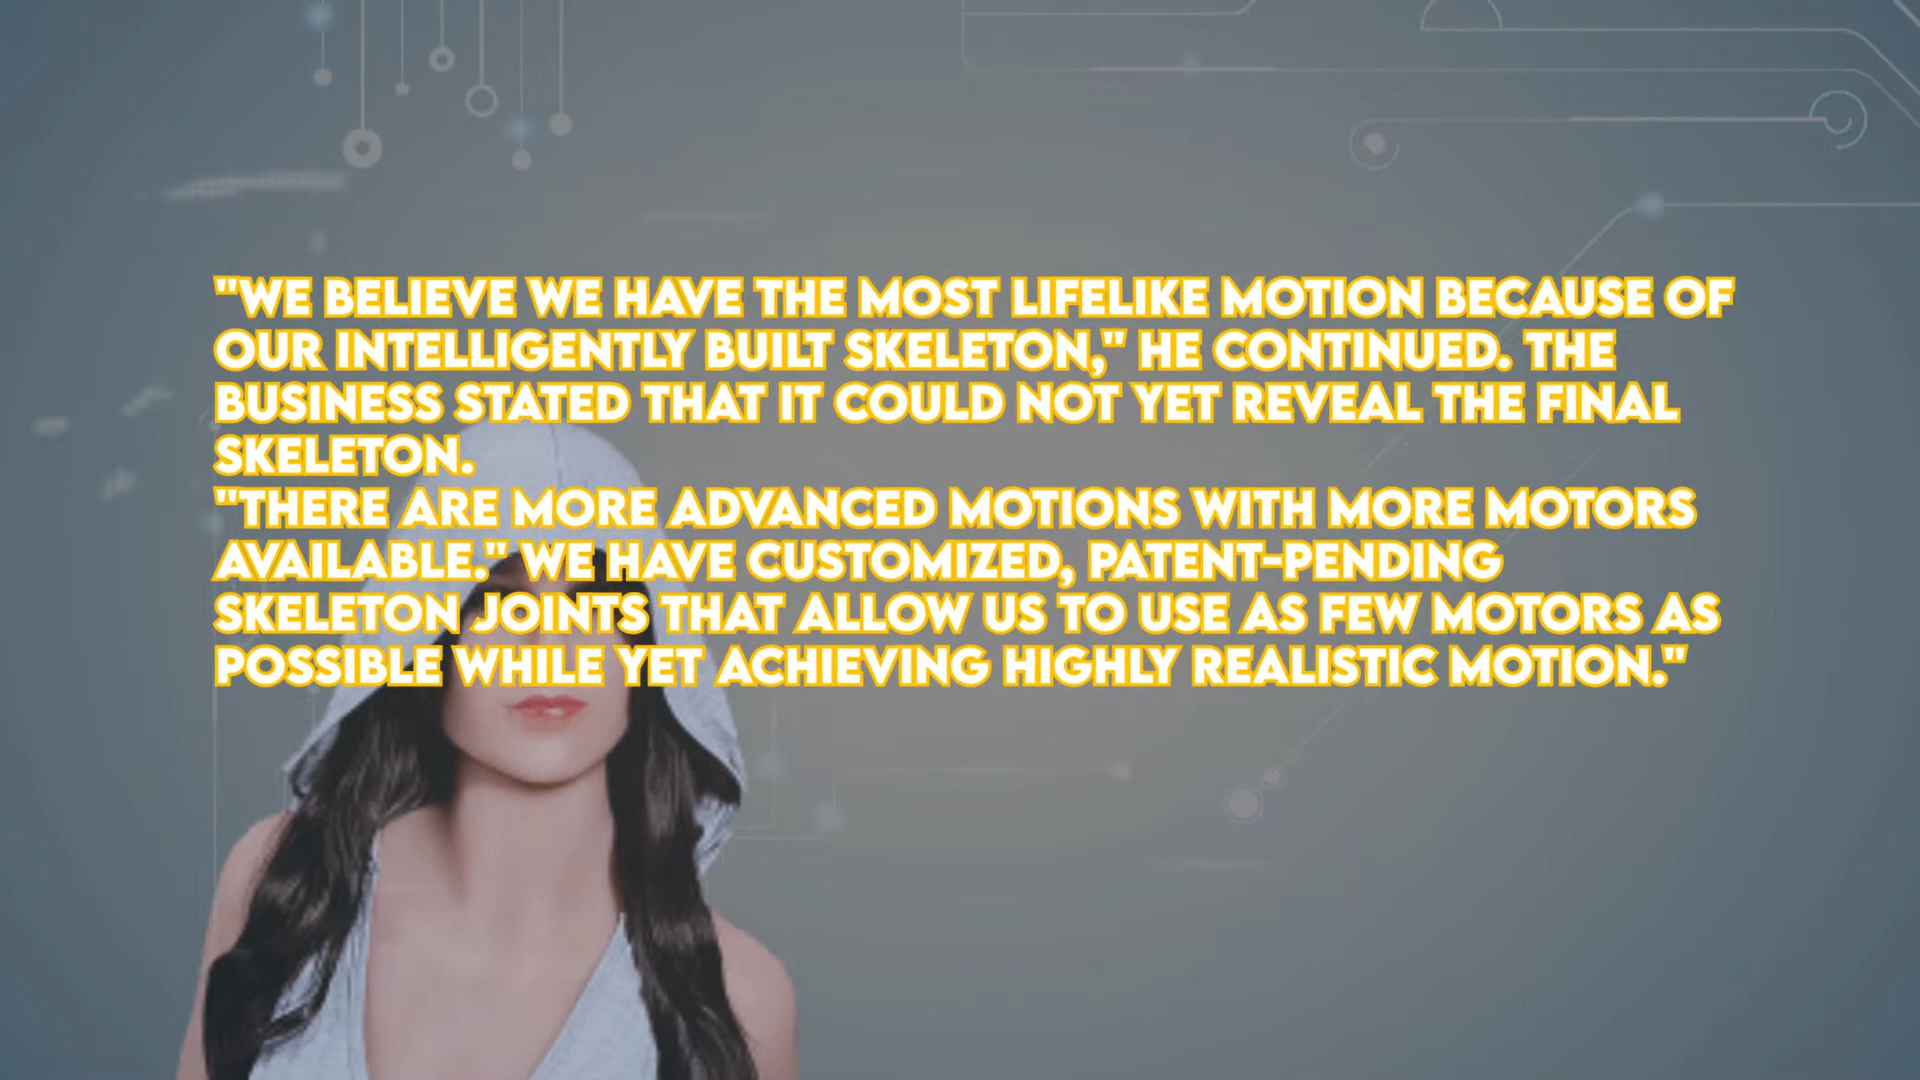 "WE BELIEVE WE HAVE THE MOST LIFELIKE MOTION BECAUSE OF
OUR INTELLIGENTLY BUILT SKELETON," HE CONTINUED. THE
BUSINESS STATED THAT IT COULD NOT YET REVEAL THE FINAL
SKELETON.
"THERE ARE MORE ADVANCED MOTIONS WITH MORE MOTORS
AVAILABLE." WE HAVE CUSTOMIZED, PATENT-PENDING
SKELETON JOINTS THAT ALLOW US TO USE AS FEW MOTORS AS
POSSIBLE WHILE YET ACHIEVING HIGHLY REALISTIC MOTION."